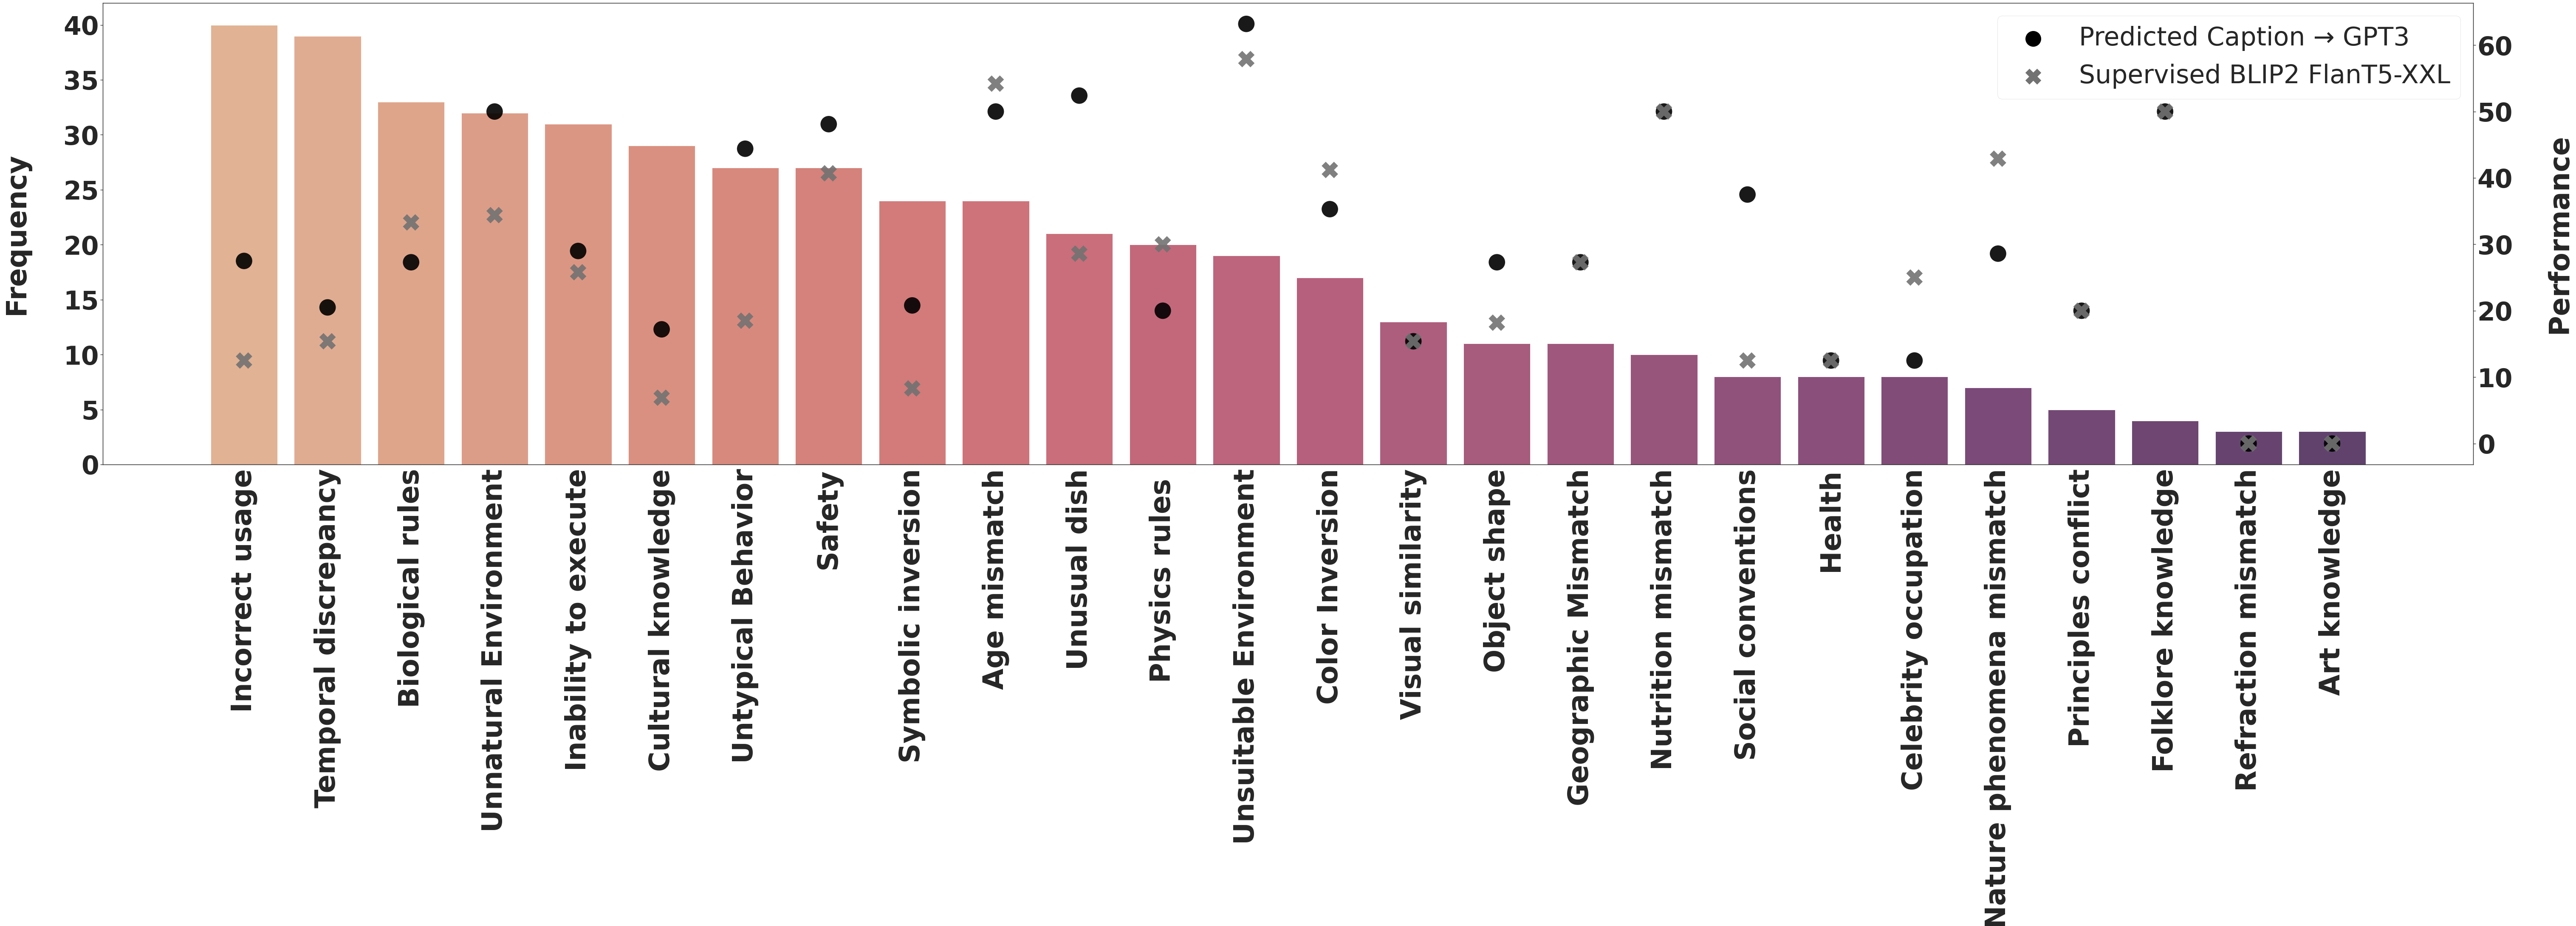 Predicted Caption → GPT3
Supervised BLIP2 FlanT5-XXL
Frequency
40
35
30
25
20
15
10
5
0
Performance
60
50
40
30
20
10
0
Incorrect usage
Temporal discrepancy
Biological rules
Unnatural Environment
Inability to execute
Cultural knowledge
Untypical Behavior
Safety
Symbolic inversion
Age mismatch
Unusual dish
Physics rules
Unsuitable Environment
Color Inversion
Visual similarity
Object shape
Geographic Mismatch
Nutrition mismatch
Social conventions
Health
Celebrity occupation
Nature phenomena mismatch
Principles conflict
Folklore knowledge
Refraction mismatch
Art knowledge